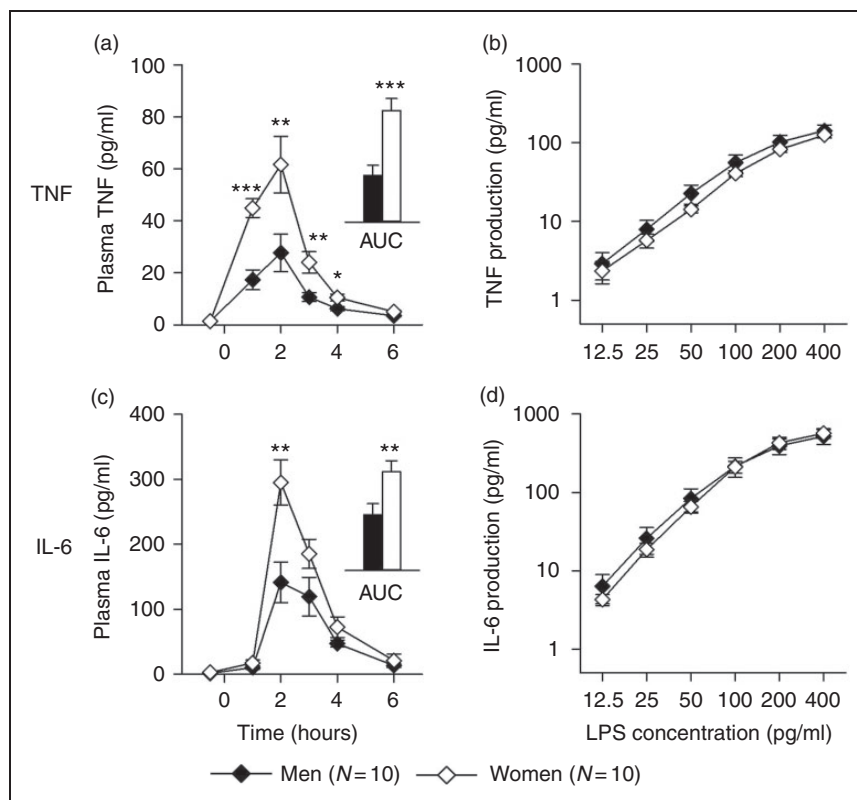 (a)
(b)
TNF
Plasma TNF (pg/ml)
100
80
60
40
20
0
***
**
**
*
***
AUC
0 2 4 6
TNF production (pg/ml)
1000
100
10
1
12.5 25 50 100 200 400
(c)
(d)
IL-6
Plasma IL-6 (pg/ml)
400
300
200
100
0
**
**
AUC
0 2 4 6
Time (hours)
IL-6 production (pg/ml)
1000
100
10
1
12.5 25 50 100 200 400
LPS concentration (pg/ml)
Men (N=10) Women (N=10)